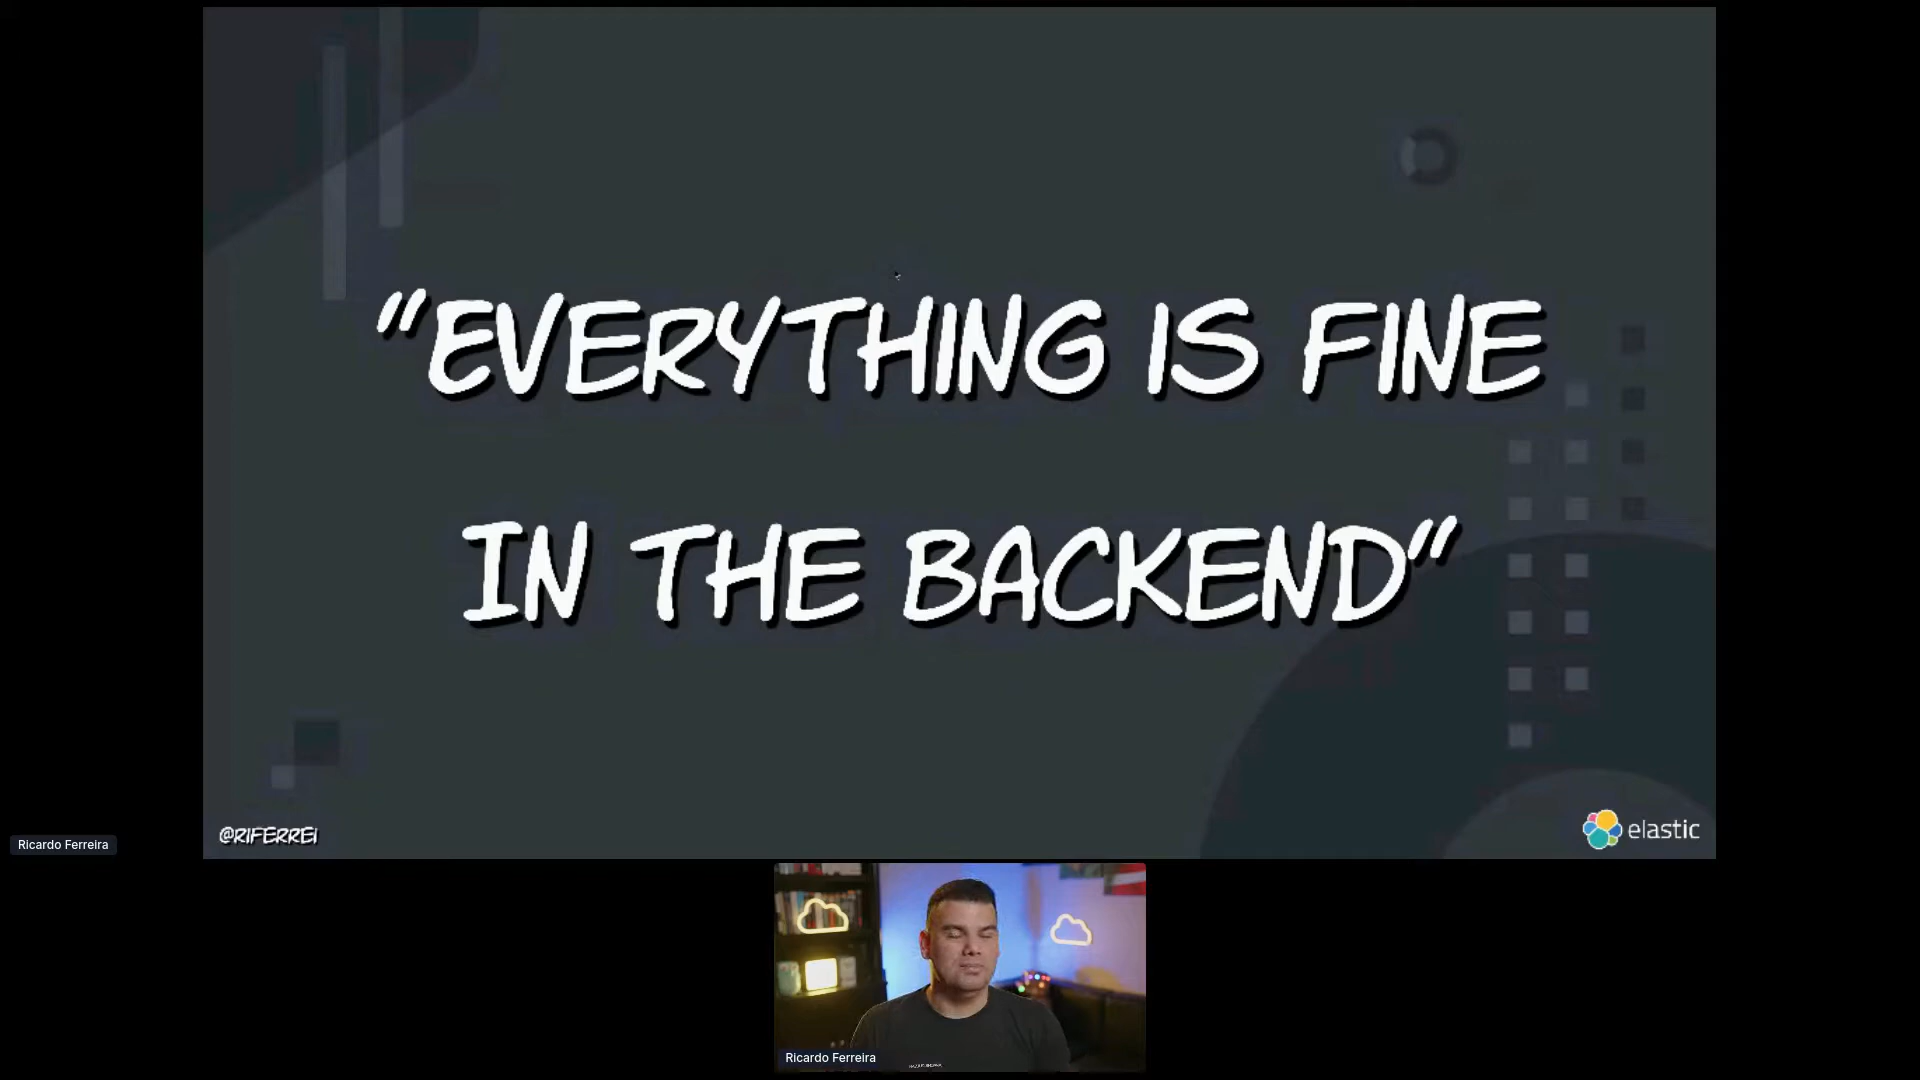 "EVERYTHING IS FINE
IN THE BACKEND"
@RIFERREI
elastic
Ricardo Ferreira
Ricardo Ferreira